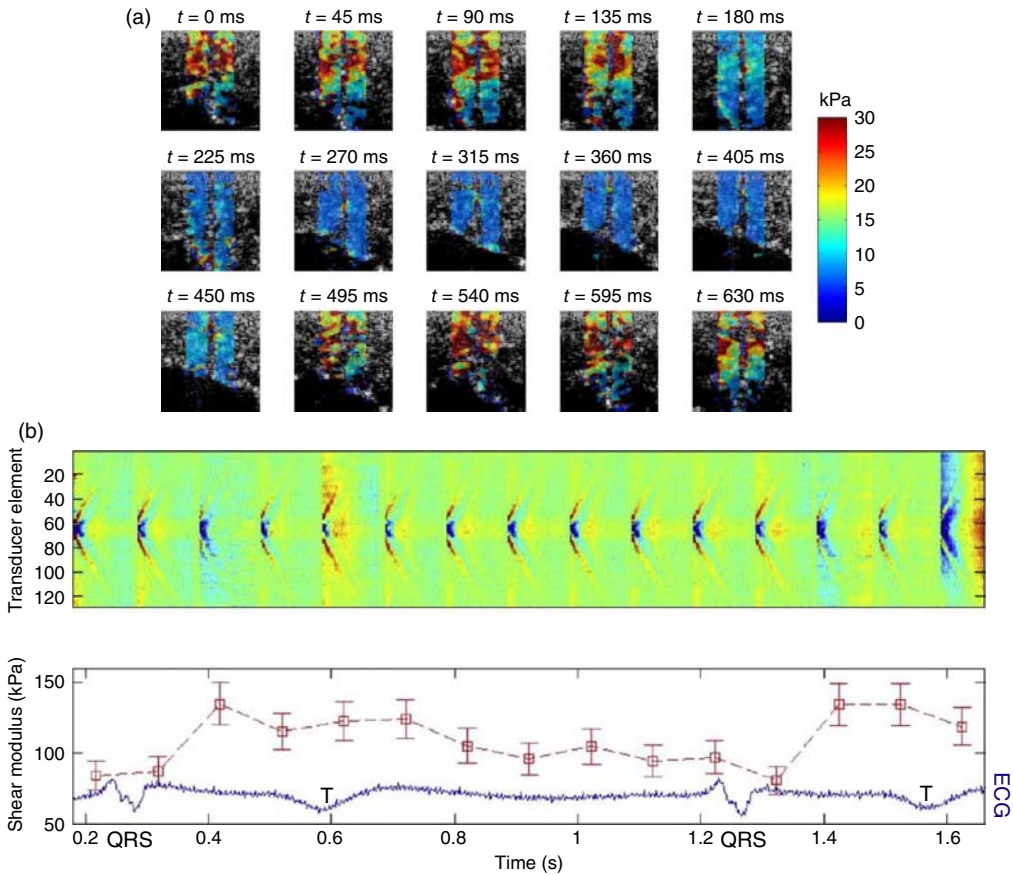 (a)
t = 0 ms t = 45 ms t = 90 ms t = 135 ms t = 180 ms
kPa
30
25
20
15
10
5
0
t = 225 ms t = 270 ms t = 315 ms t = 360 ms t = 405 ms
t = 450 ms t = 495 ms t = 540 ms t = 595 ms t = 630 ms
(b)
Transducer element
20
40
60
80
100
120
Shear modulus (kPa)
150
100
50
T T
ECG
0.2 0.4 0.6 0.8 1 1.2 1.4 1.6
QRS QRS
Time (s)